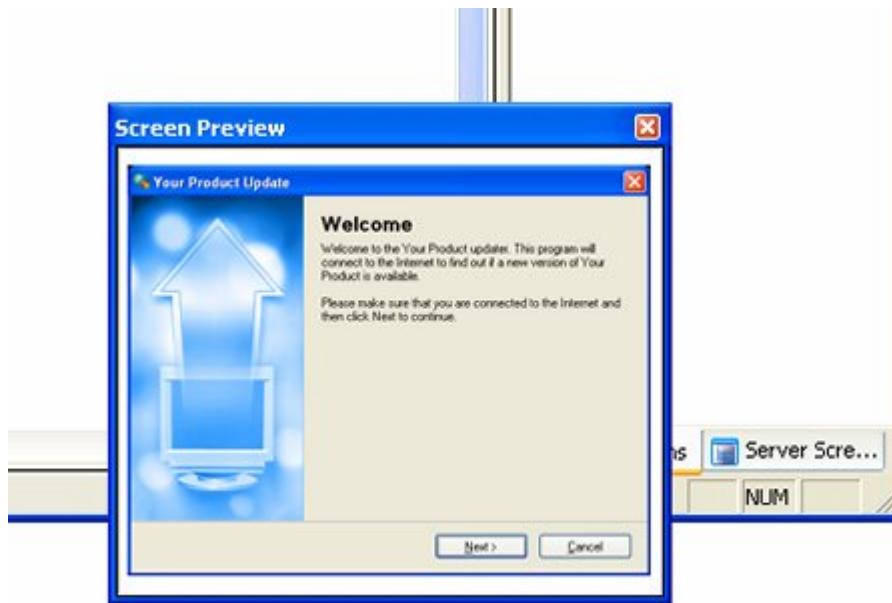 Screen Preview
Your Product Update
Welcome
Welcome to the Your Product updater. This program will
connect to the Internet to find out if a new version of Your
Product is available.
Please make sure that you are connected to the Internet and
then click Next to continue.
ns
Server Scre...
NUM
Next >
Cancel